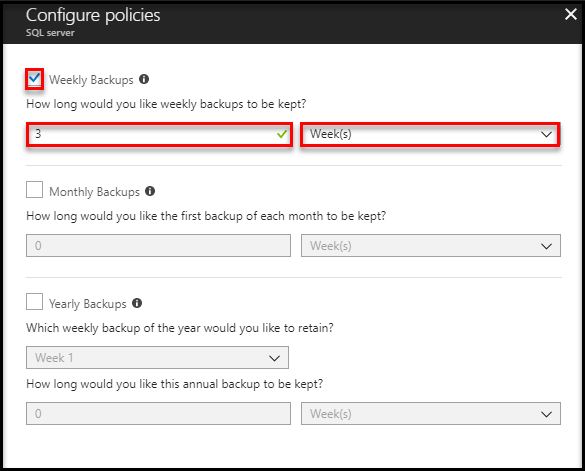 Configure policies
SQL server
Weekly Backups
How long would you like weekly backups to be kept?
3 Week(s)
Monthly Backups
How long would you like the first backup of each month to be kept?
0 Week(s)
Yearly Backups
Which weekly backup of the year would you like to retain?
Week 1
How long would you like this annual backup to be kept?
0 Week(s)